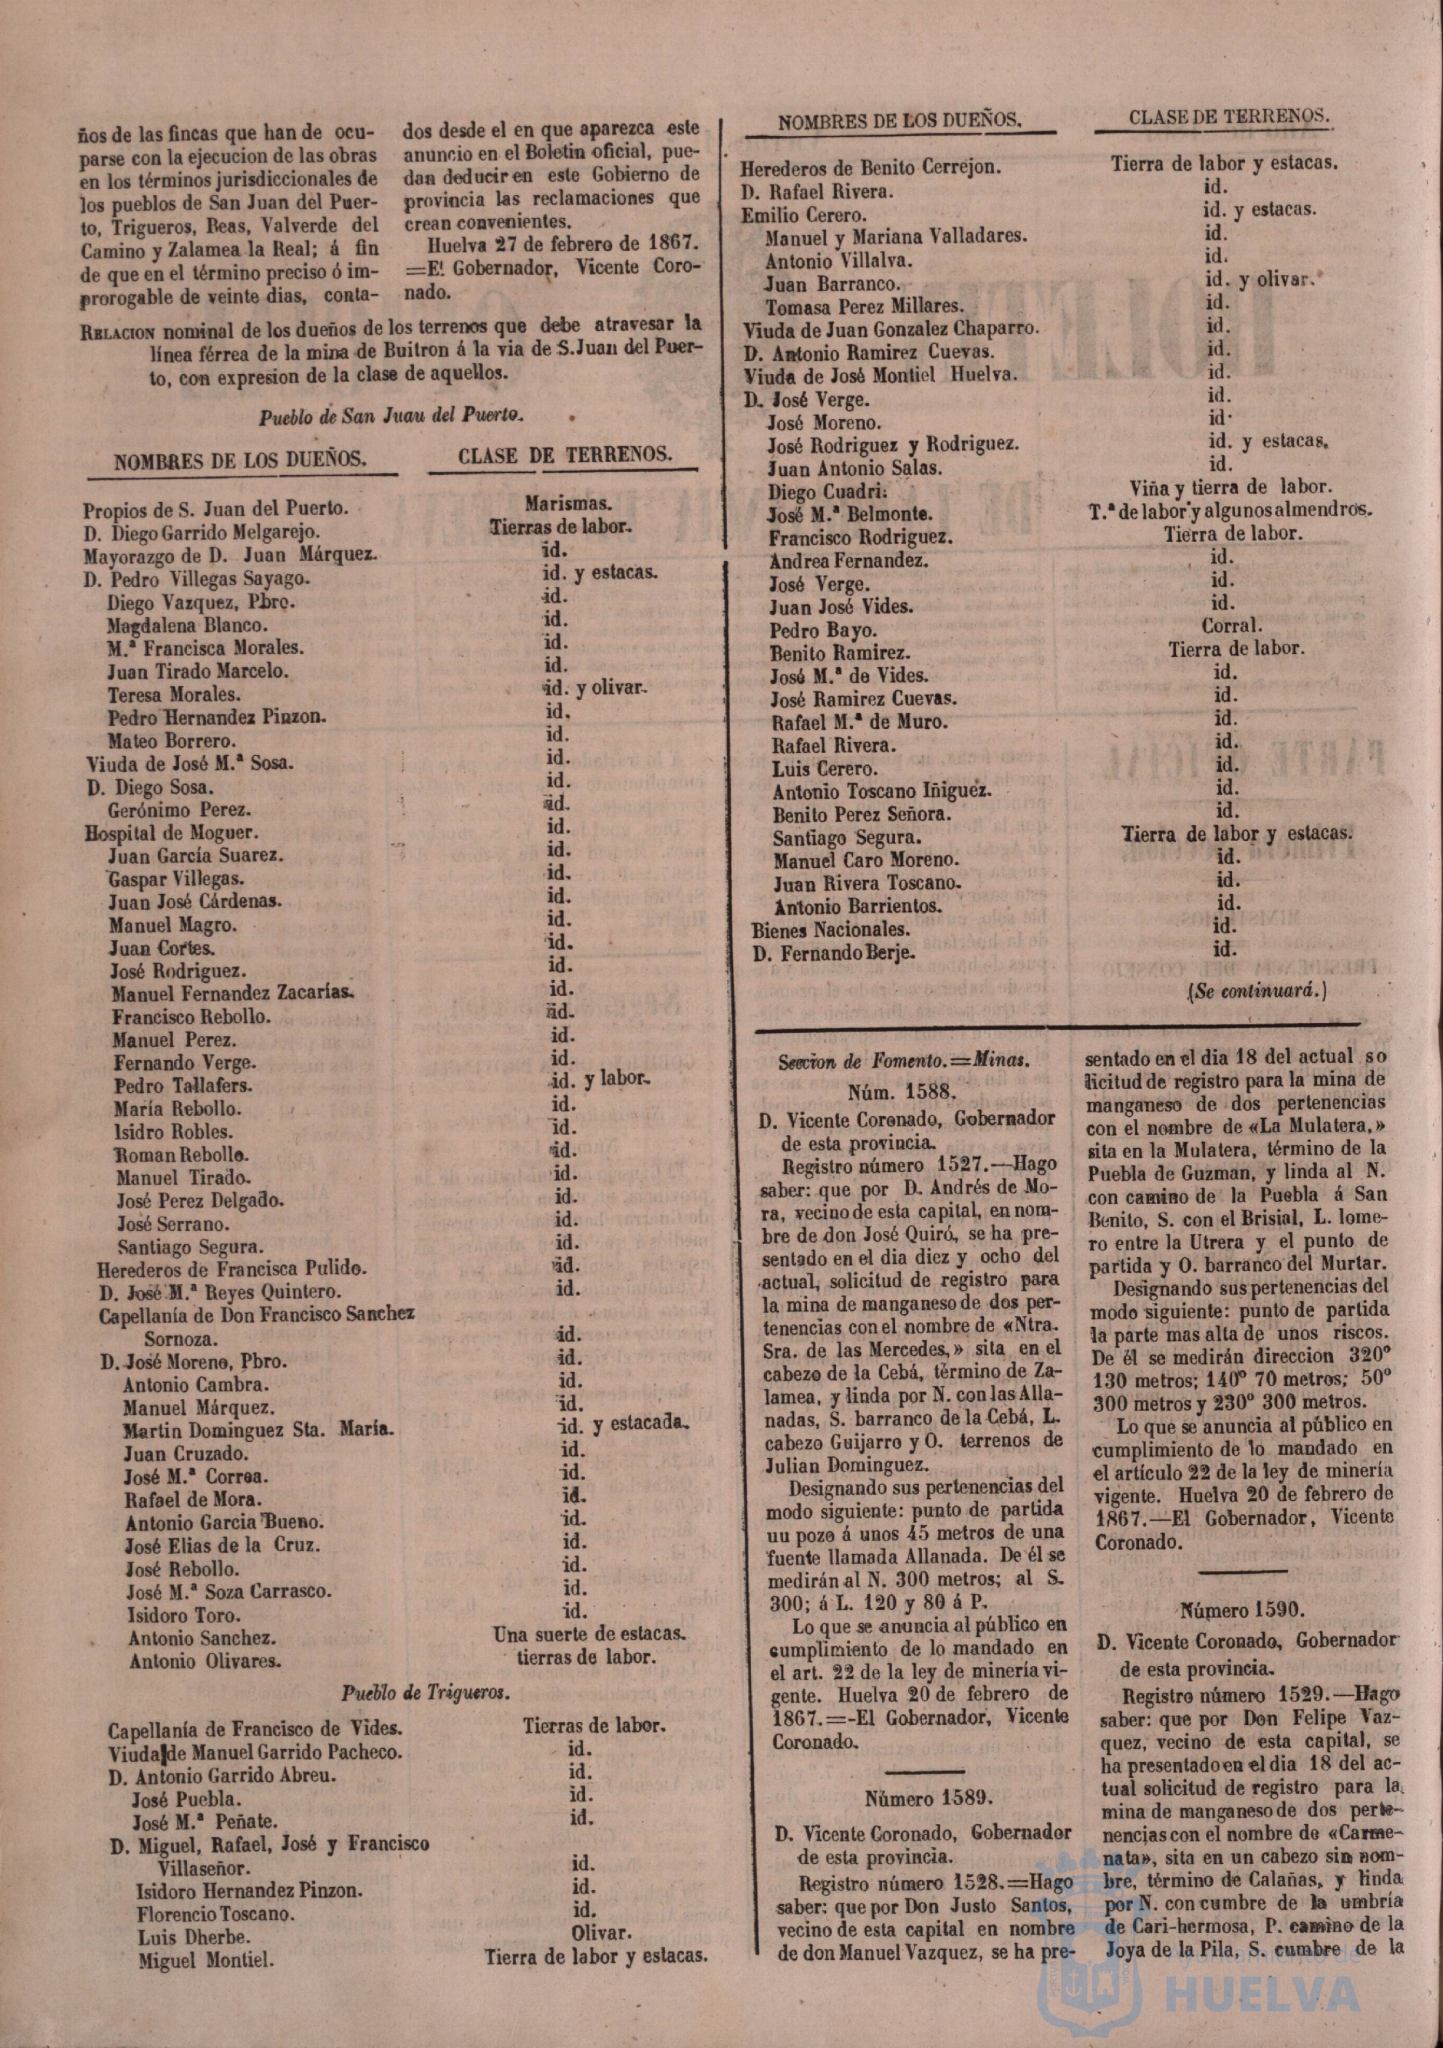 ños de las fincas que han de ocu-
parse con la ejecucion de las obras
en los términos jurisdiccionales de
los pueblos de San Juan del Puer-
to, Trigueros, Beas, Valverde del
Camino y Zalamea la Real; á fin
de que en el término preciso ó im-
prorogable de veinte dias, conta-
dos desde el en que aparezca este
anuncio en el Boletin oficial, pue-
dan deducir en este Gobierno de
provincia las reclamaciones que
crean convenientes.
Huelva 27 de febrero de 1867.
=El Gobernador, Vicente Coro-
nado.
RELACION nominal de los dueños de los terrenos que debe atravesar la
línea férrea de la mina de Buitron á la via de S. Juan del Puer-
to, con expresion de la clase de aquellos.
Pueblo de San Juau del Puerto.
NOMBRES DE LOS DUEÑOS. CLASE DE TERRENOS.
Propios de S. Juan del Puerto. Marismas.
D. Diego Garrido Melgarejo. Tierras de labor.
Mayorazgo de D. Juan Márquez. id.
D. Pedro Villegas Sayago. id. y estacas.
Diego Vazquez, Pbro. id.
Magdalena Blanco. id.
M.ª Francisca Morales. id.
Juan Tirado Marcelo. id.
Teresa Morales. id. y olivar.
Pedro Hernandez Pinzon. id.
Mateo Borrero. id.
Viuda de José M.ª Sosa. id.
D. Diego Sosa. id.
Gerónimo Perez. id.
Hospital de Moguer. id.
Juan García Suarez. id.
Gaspar Villegas. id.
Juan José Cárdenas. id.
Manuel Magro. id.
Juan Cortes. id.
José Rodriguez. id.
Manuel Fernandez Zacarías. id.
Francisco Rebollo. id.
Manuel Perez. id.
Fernando Verge. id.
Pedro Tallafers. id. y labor.
María Rebollo. id.
Isidro Robles. id.
Roman Rebollo. id.
Manuel Tirado. id.
José Perez Delgado. id.
José Serrano. id.
Santiago Segura. id.
Herederos de Francisca Pulido. id.
D. José M.ª Reyes Quintero. id.
Capellanía de Don Francisco Sanchez
Sornoza. id.
D. José Moreno, Pbro. id.
Antonio Cambra. id.
Manuel Márquez. id.
Martin Dominguez Sta. María. id. y estacada.
Juan Cruzado. id.
José M.ª Correa. id.
Rafael de Mora. id.
Antonio Garcia Bueno. id.
José Elias de la Cruz. id.
José Rebollo. id.
José M.ª Soza Carrasco. id.
Isidoro Toro. id.
Antonio Sanchez. Una suerte de estacas.
Antonio Olivares. tierras de labor.
Pueblo de Trigueros.
Capellanía de Francisco de Vides. Tierras de labor.
Viuda de Manuel Garrido Pacheco. id.
D. Antonio Garrido Abreu. id.
José Puebla. id.
José M.ª Peñate. id.
D. Miguel, Rafael, José y Francisco
Villaseñor. id.
Isidoro Hernandez Pinzon. id.
Florencio Toscano. id.
Luis Dherbe. Olivar.
Miguel Montiel. Tierra de labor y estacas.
NOMBRES DE LOS DUEÑOS. CLASE DE TERRENOS.
Herederos de Benito Cerrejon. Tierra de labor y estacas.
D. Rafael Rivera. id.
Emilio Cerero. id. y estacas.
Manuel y Mariana Valladares. id.
Antonio Villalva. id.
Juan Barranco. id. y olivar.
Tomasa Perez Millares. id.
Viuda de Juan Gonzalez Chaparro. id.
D. Antonio Ramirez Cuevas. id.
Viuda de José Montiel Huelva. id.
D. José Verge. id.
José Moreno. id.
José Rodriguez y Rodriguez. id. y estacas.
Juan Antonio Salas. id.
Diego Cuadri. Viña y tierra de labor.
José M.ª Belmonte. T.ª de labor y algunos almendros.
Francisco Rodriguez. Tierra de labor.
Andrea Fernandez. id.
José Verge. id.
Juan José Vides. id.
Pedro Bayo. Corral.
Benito Ramirez. Tierra de labor.
José M.ª de Vides. id.
José Ramirez Cuevas. id.
Rafael M.ª de Muro. id.
Rafael Rivera. id.
Luis Cerero. id.
Antonio Toscano Iñiguez. id.
Benito Perez Señora. id.
Santiago Segura. Tierra de labor y estacas.
Manuel Caro Moreno. id.
Juan Rivera Toscano. id.
Antonio Barrientos. id.
Bienes Nacionales. id.
D. Fernando Berje. id.
(Se continuará.)
Seccion de Fomento.=Minas.
Núm. 1588.
D. Vicente Coronado, Gobernador
de esta provincia.
Registro número 1527.—Hago
saber: que por D. Andrés de Mo-
ra, vecino de esta capital, en nom-
bre de don José Quiró, se ha pre-
sentado en el dia diez y ocho del
actual, solicitud de registro para
la mina de manganeso de dos per-
tenencias con el nombre de «Ntra.
Sra. de las Mercedes,» sita en el
cabezo de la Cebá, término de Za-
lamea, y linda por N. con las Alla-
nadas, S. barranco de la Cebá, L.
cabezo Guijarro y O. terrenos de
Julian Dominguez.
Designando sus pertenencias del
modo siguiente: punto de partida
uu pozo á unos 45 metros de una
fuente llamada Allanada. De él se
medirán al N. 300 metros; al S.
300; á L. 120 y 80 á P.
Lo que se anuncia al público en
cumplimiento de lo mandado en
el art. 22 de la ley de minería vi-
gente. Huelva 20 de febrero de
1867.=-El Gobernador, Vicente
Coronado.
Número 1589.
D. Vicente Coronado, Gobernador
de esta provincia.
Registro número 1528.=Hago
saber: que por Don Justo Santos,
vecino de esta capital en nombre
de don Manuel Vazquez, se ha pre-
sentado en el dia 18 del actual so
licitud de registro para la mina de
manganeso de dos pertenencias
con el nombre de «La Mulatera,»
sita en la Mulatera, término de la
Puebla de Guzman, y linda al N.
con camino de la Puebla á San
Benito, S. con el Brisial, L. lome-
ro entre la Utrera y el punto de
partida y O. barranco del Murtar.
Designando sus pertenencias del
modo siguiente: punto de partida
la parte mas alta de unos riscos.
De él se medirán direccion 320º
130 metros; 140º 70 metros; 50º
300 metros y 230º 300 metros.
Lo que se anuncia al público en
cumplimiento de lo mandado en
el artículo 22 de la ley de minería
vigente. Huelva 20 de febrero de
1867.—El Gobernador, Vicente
Coronado.
Número 1590.
D. Vicente Coronado, Gobernador
de esta provincia.
Registro número 1529.—Hago
saber: que por Don Felipe Vaz-
quez, vecino de esta capital, se
ha presentado en el dia 18 del ac-
tual solicitud de registro para la
mina de manganeso de dos perte-
nencias con el nombre de «Carme-
nata», sita en un cabezo sin nom-
bre, término de Calañas, y linda
por N. con cumbre de la umbría
de Cari-hermosa, P. camino de la
Joya de la Pila, S. cumbre de la
Ayuntamiento de
HUELVA